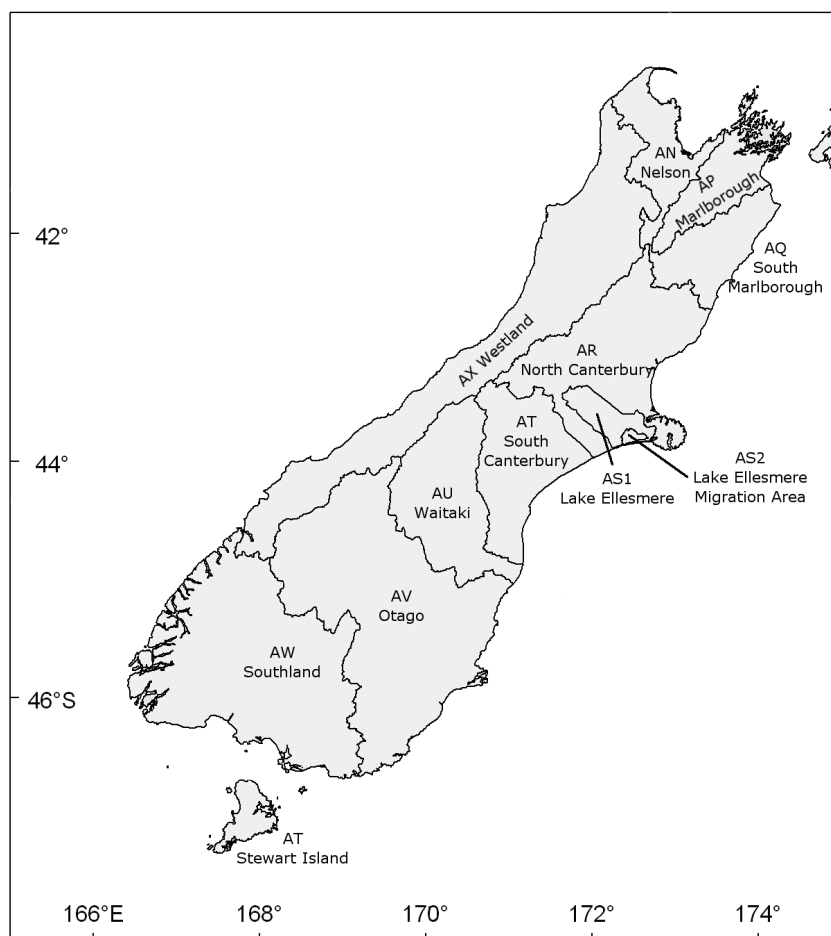 AN
Nelson
AP
Marlborough
42°
AQ
South
Marlborough
AX Westland
AR
North Canterbury
AT
South
Canterbury
44°
AS1
Lake Ellesmere
AS2
Lake Ellesmere
Migration Area
AU
Waitaki
AV
Otago
AW
Southland
46°S
AT
Stewart Island
166°E
168°
170°
172°
174°